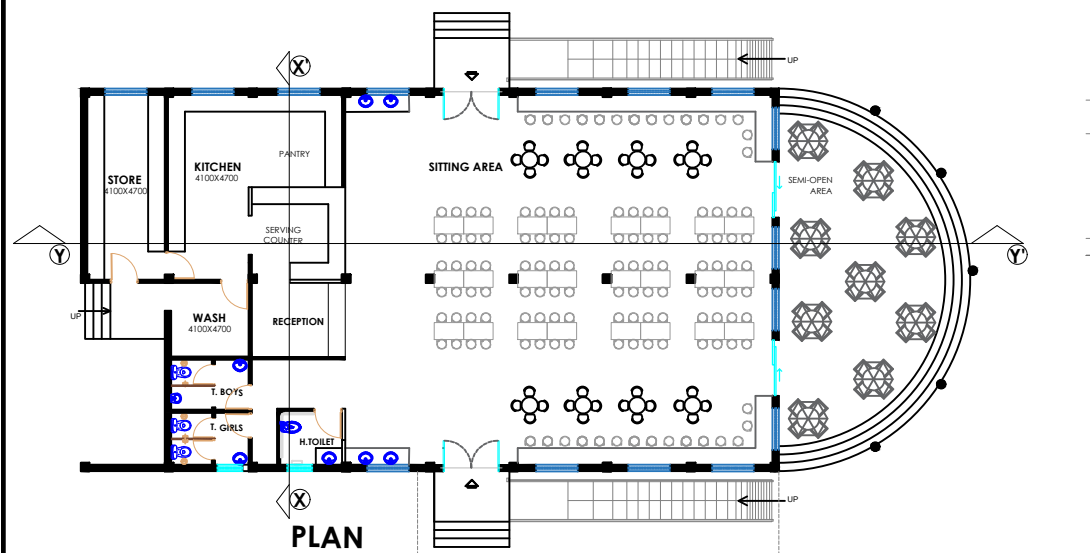 X'
UP
STORE
4100X4700
KITCHEN
4100X4700
PANTRY
SITTING AREA
SEMI-OPEN
AREA
SERVING
COUNTER
Y
Y'
UP
WASH
4100X4700
RECEPTION
T. BOYS
T. GIRLS
H.TOILET
X
UP
PLAN